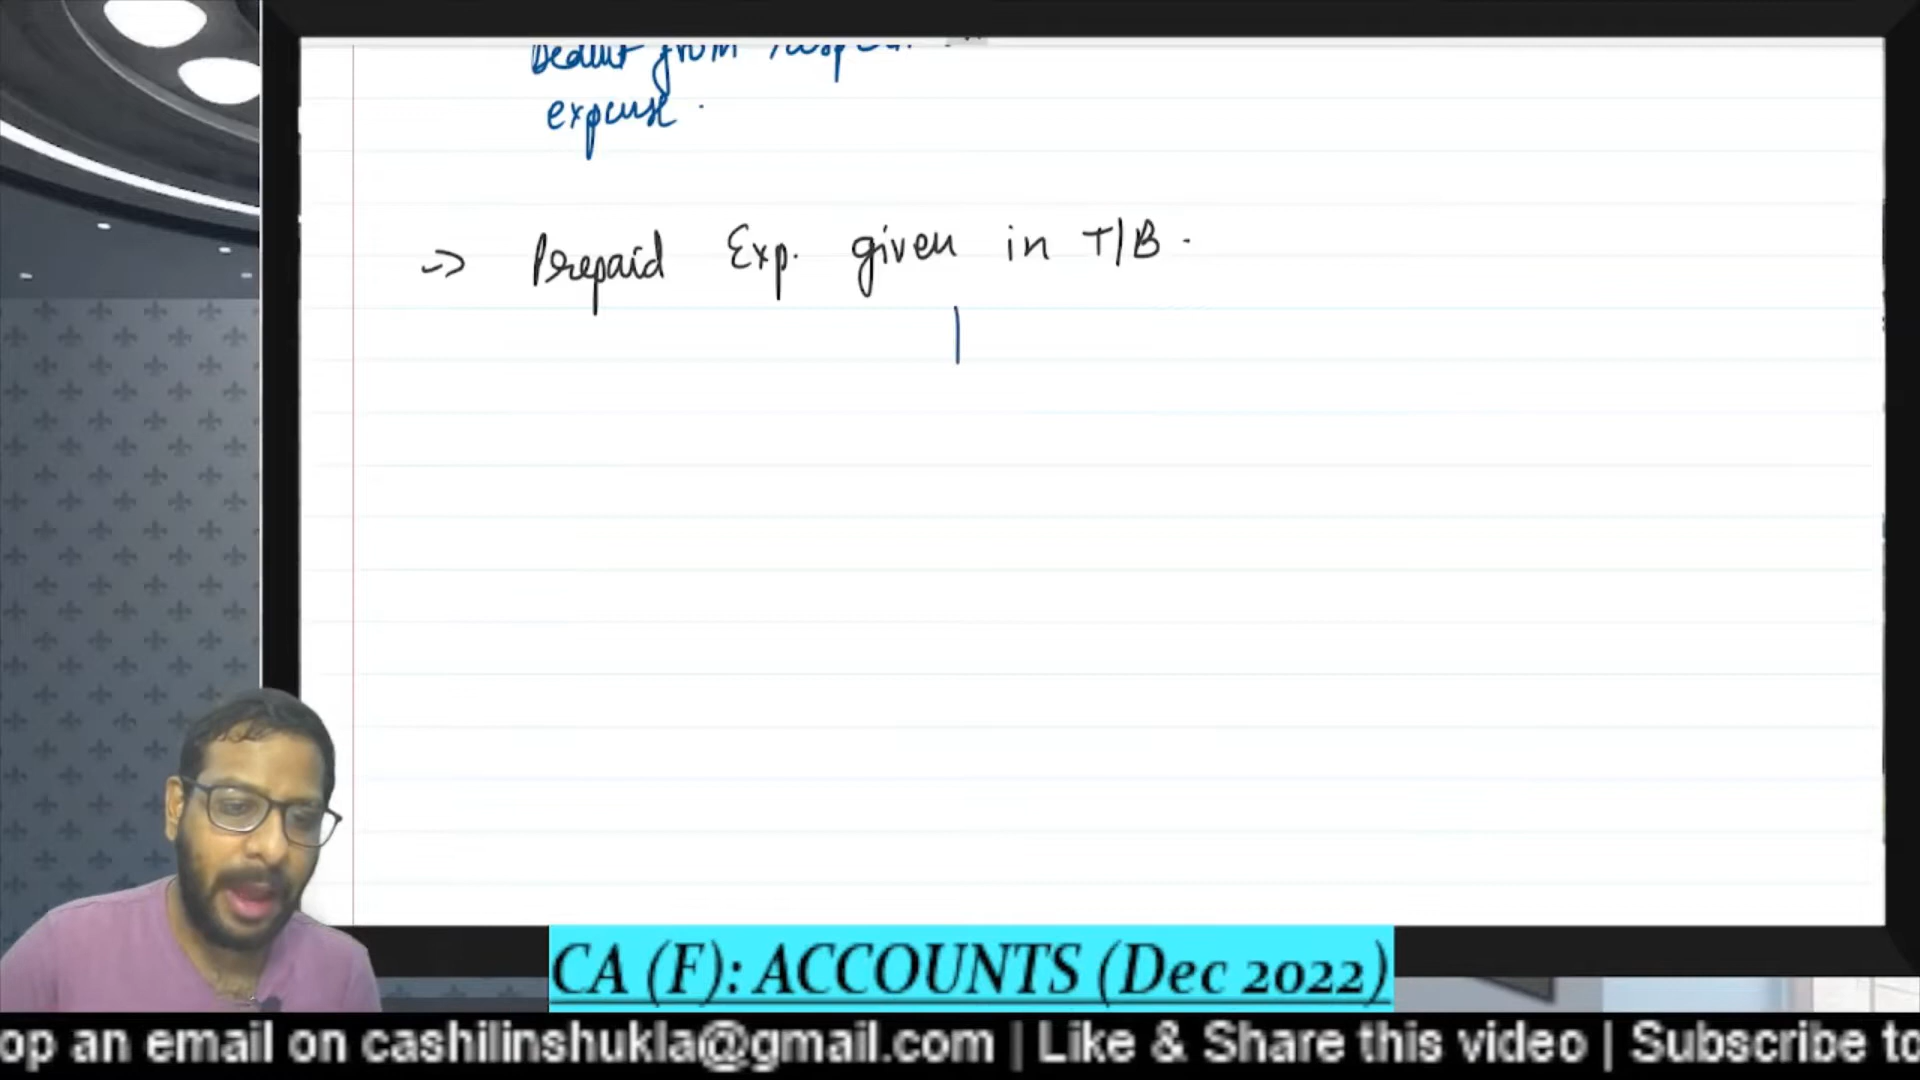 from
expense.
-> Prepaid Exp. given in T/B.
CA (F): ACCOUNTS (Dec 2022)
op an email on cashilinshukla@gmail.com | Like & Share this video | Subscribe to